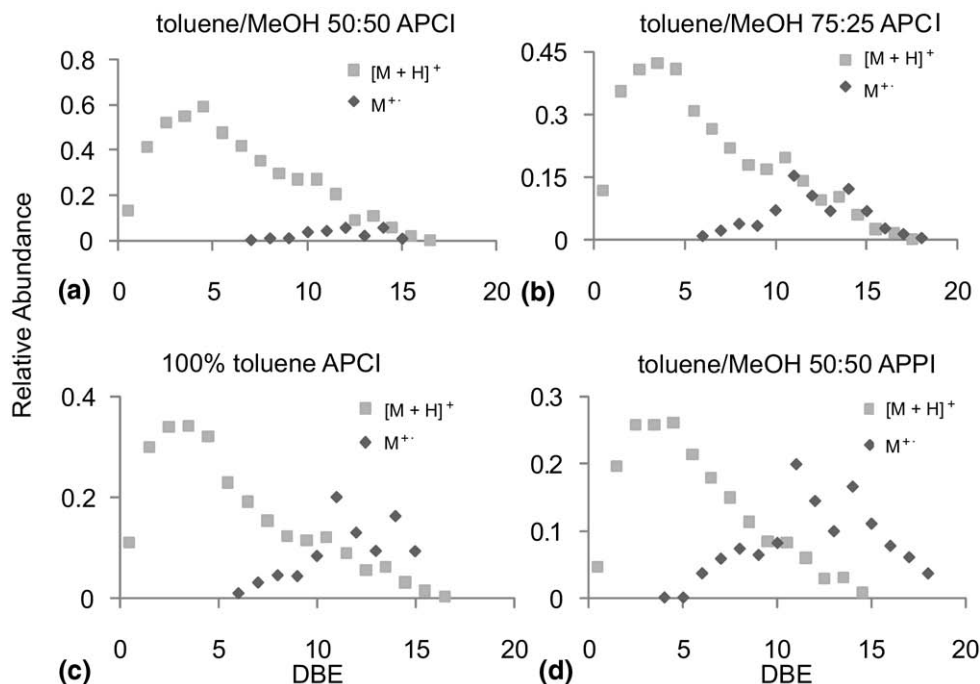 toluene/MeOH 50:50 APCI
0.8
0.6
0.4
0.2
0
[M + H]⁺
M⁺·
(a)
0 5 10 15 20
toluene/MeOH 75:25 APCI
0.45
0.3
0.15
0
[M + H]⁺
M⁺·
(b)
0 5 10 15 20
Relative Abundance
100% toluene APCI
0.4
0.2
0
[M + H]⁺
M⁺·
(c)
0 5 10 15 20
DBE
toluene/MeOH 50:50 APPI
0.3
0.2
0.1
0
[M + H]⁺
M⁺·
(d)
0 5 10 15 20
DBE